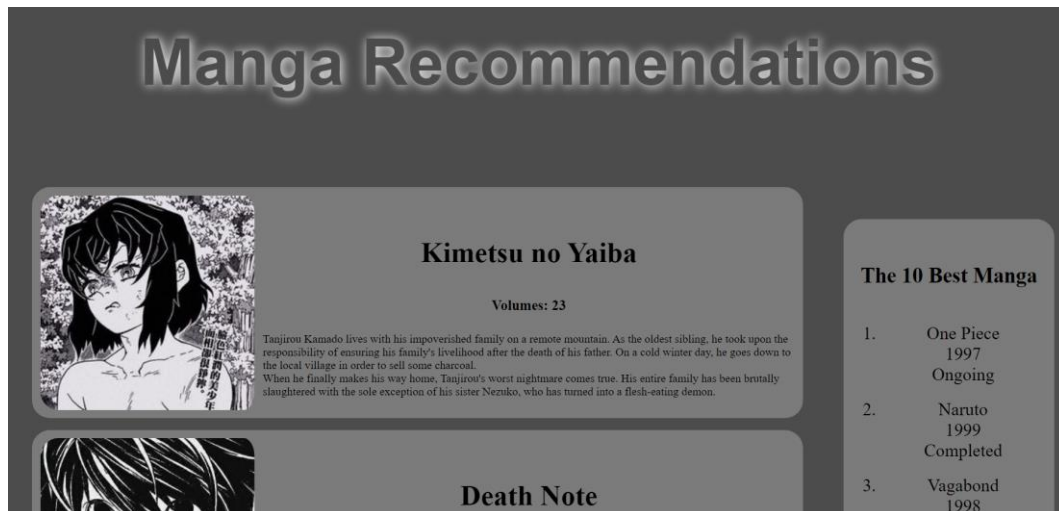 Manga Recommendations
Kimetsu no Yaiba
Volumes: 23
Tanjirou Kamado lives with his impoverished family on a remote mountain. As the oldest sibling, he took upon the
responsibility of ensuring his family's livelihood after the death of his father. On a cold winter day, he goes down to
the local village in order to sell some charcoal.
When he finally makes his way home, Tanjirou's worst nightmare comes true. His entire family has been brutally
slaughtered with the sole exception of his sister Nezuko, who has turned into a flesh-eating demon.
Death Note
The 10 Best Manga
1. One Piece
1997
Ongoing
2. Naruto
1999
Completed
3. Vagabond
1998